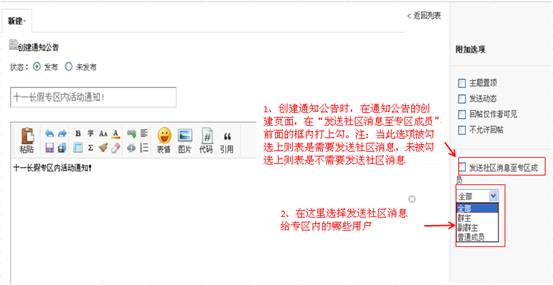 新建-
< 返回列表
创建通知公告
状态： 发布 未发布
十一长假专区内活动通知！
粘贴 表情 图片 代码 引用
十一长假专区内活动通知！
附加选项
主题置顶
发送动态
回帖仅作者可见
不允许回帖
发送社区消息至专区成
员
全部
全部
群主
副群主
普通成员
1、创建通知公告时，在通知公告的创
建页面，在“发送社区消息至专区成员”
前面的框内打上勾。注：当此选项被勾
选上则表是需要发送社区消息，未被勾
选上则表是不需要发送社区消息
2、在这里选择发送社区消息
给专区内的哪些用户